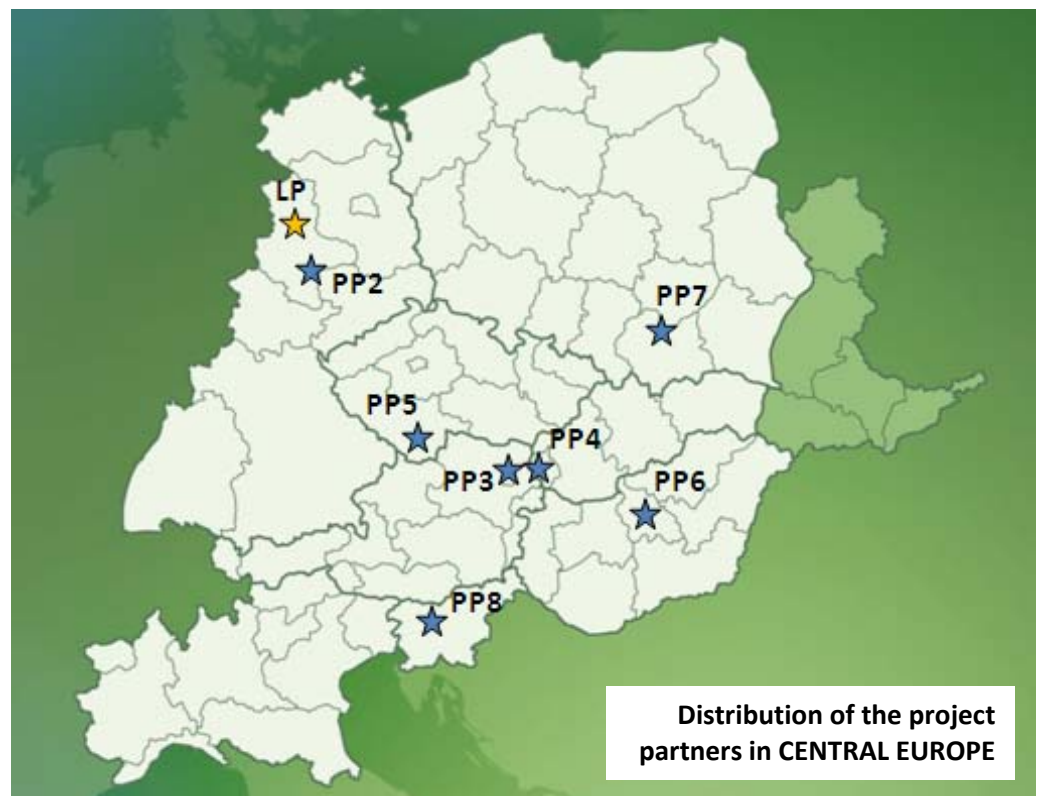 LP
PP2
PP7
PP5
PP4
PP3
PP6
PP8
Distribution of the project
partners in CENTRAL EUROPE